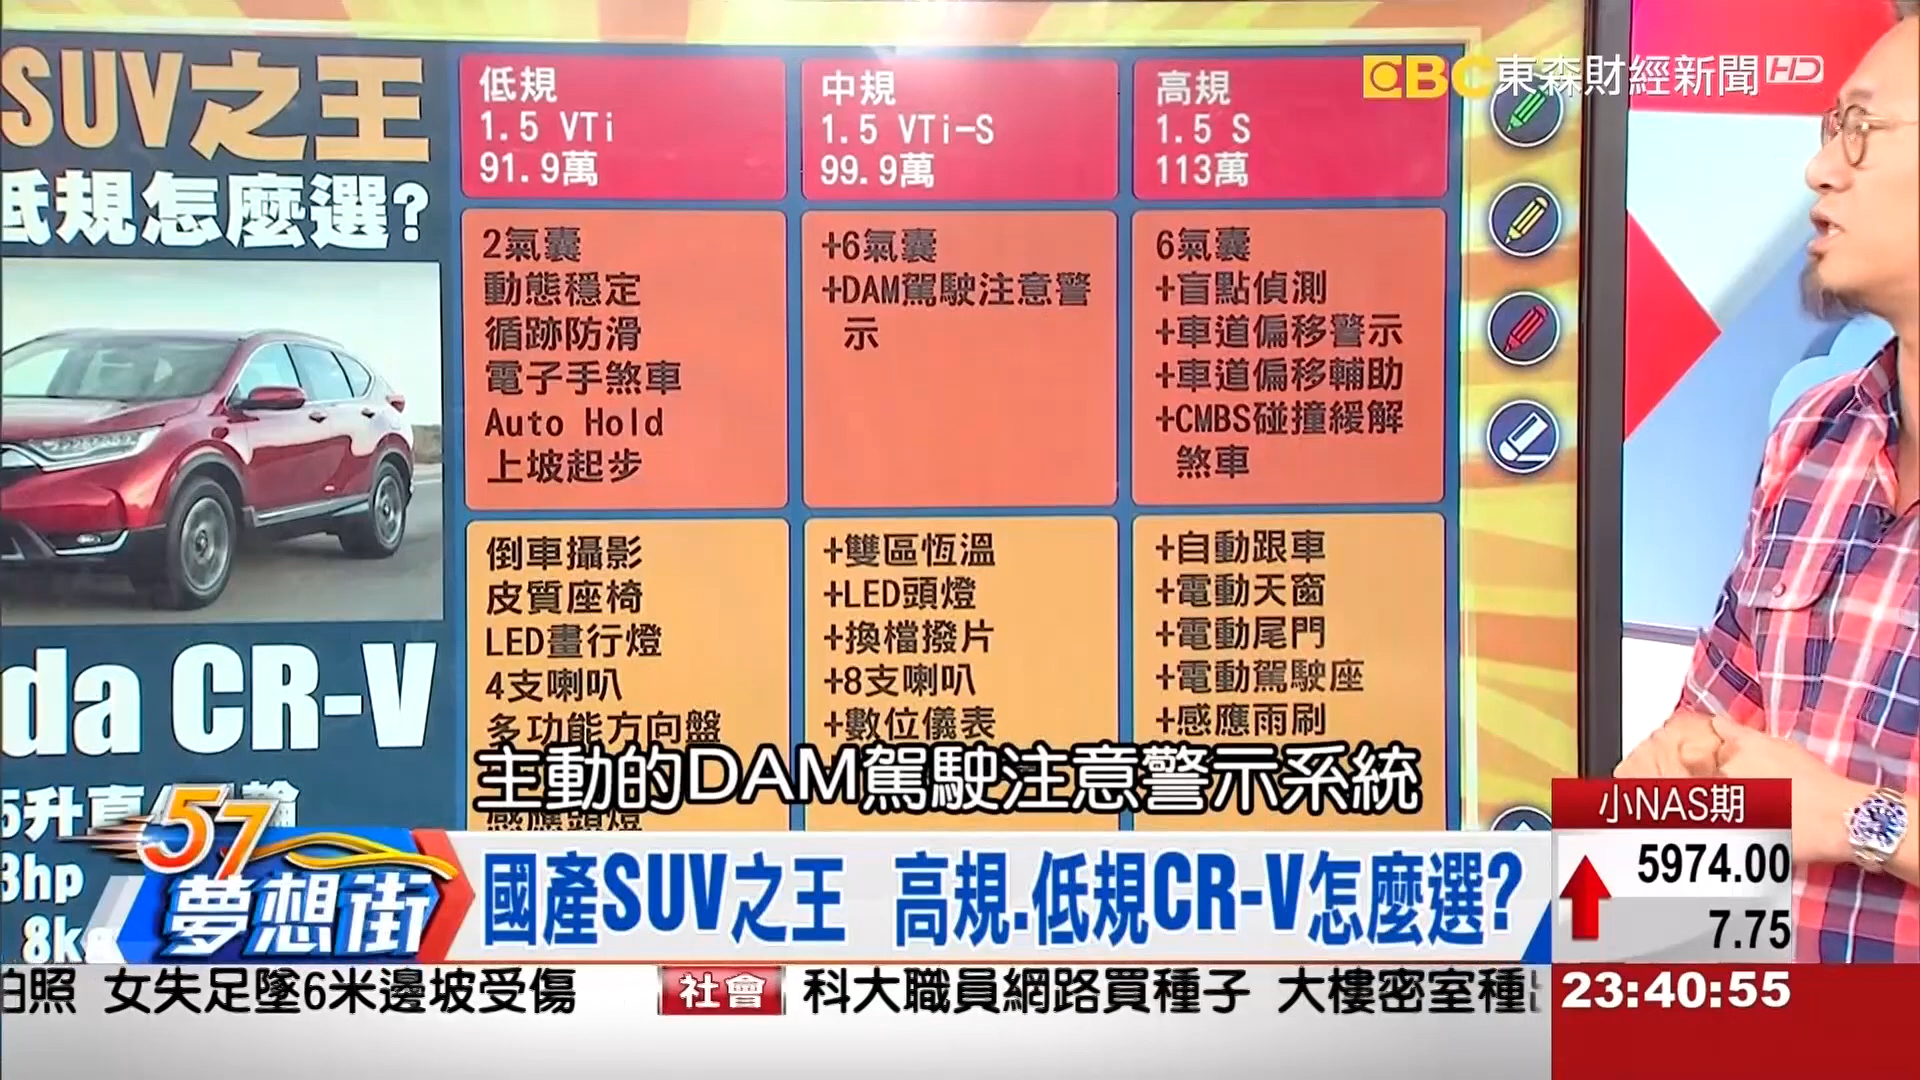 SUV之王
低規怎麼選?
da CR-V
3hp
8kg
低規
1.5 VTi
91.9萬
2氣囊
動態穩定
循跡防滑
電子手煞車
Auto Hold
上坡起步
倒車攝影
皮質座椅
LED晝行燈
4支喇叭
多功能方向盤
感應頭燈
中規
1.5 VTi-S
99.9萬
+6氣囊
+DAM駕駛注意警
示
+雙區恆溫
+LED頭燈
+換檔撥片
+8支喇叭
+數位儀表
高規
1.5 S
113萬
6氣囊
+盲點偵測
+車道偏移警示
+車道偏移輔助
+CMBS碰撞緩解
煞車
+自動跟車
+電動天窗
+電動尾門
+電動駕駛座
+感應雨刷
EBC東森財經新聞HD
主動的DAM駕駛注意警示系統
57
夢想街
國產SUV之王 高規.低規CR-V怎麼選?
小NAS期
5974.00
7.75
拍照 女失足墜6米邊坡受傷 社會 科大職員網路買種子 大樓密室種
23:40:55